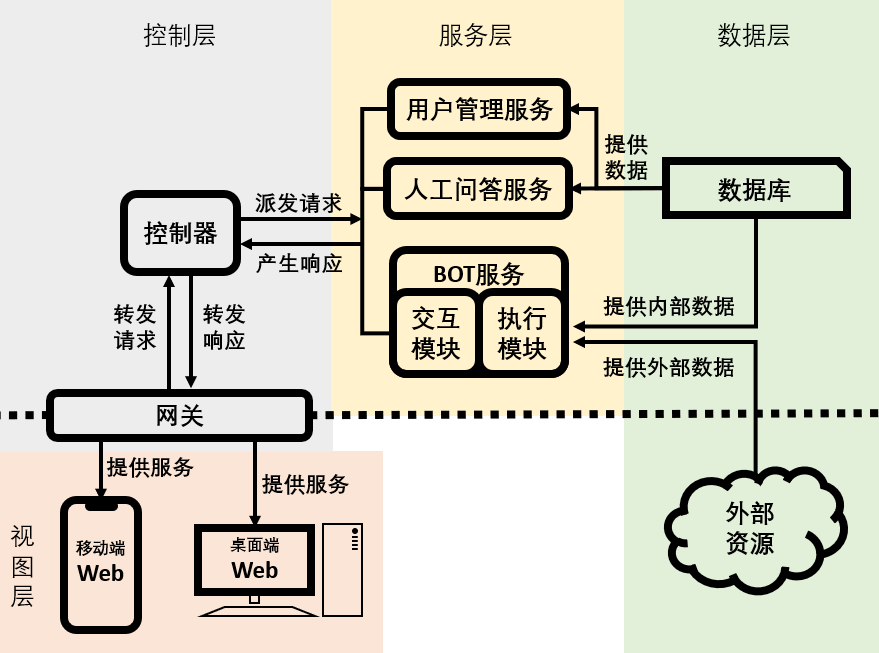 控制层
服务层
数据层
用户管理服务
提供
数据
人工问答服务
数据库
派发请求
控制器
产生响应
BOT服务
交互
模块
执行
模块
提供内部数据
提供外部数据
转发
请求
转发
响应
网关
提供服务
提供服务
视
图
层
移动端
Web
桌面端
Web
外部
资源